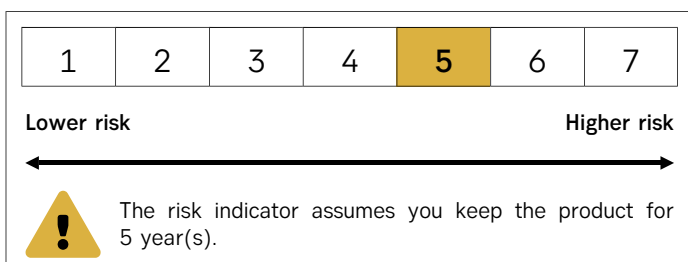 1 2 3 4 5 6 7
Lower risk Higher risk
The risk indicator assumes you keep the product for
5 year(s).